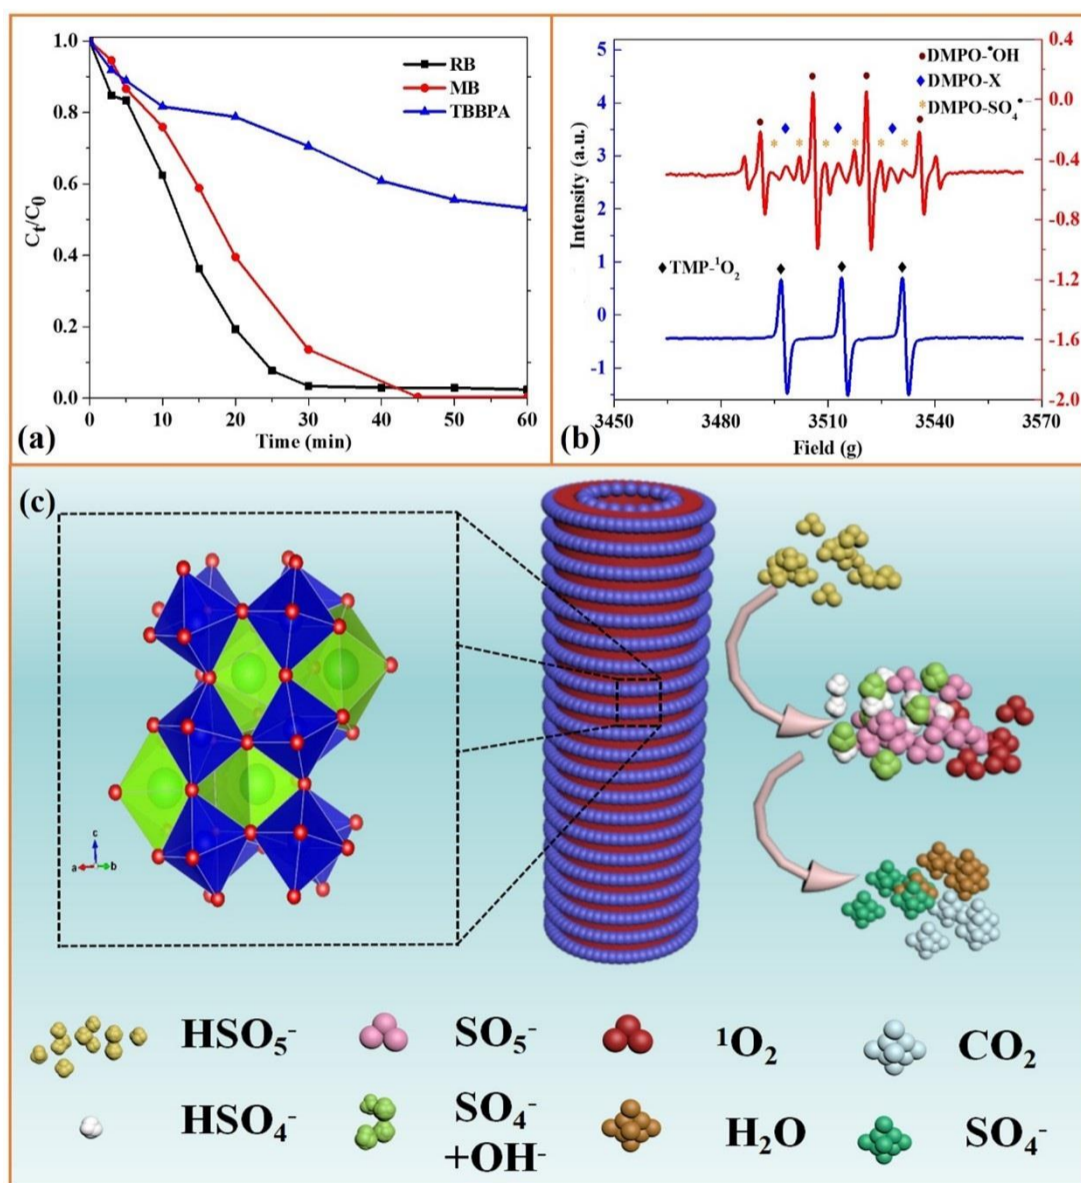 1.0
0.8
0.6
0.4
0.2
0.0
C_t/C_0
RB
MB
TBBPA
0 10 20 30 40 50 60
Time (min)
(a)
5
4
3
2
1
0
-1
Intensity (a.u.)
DMPO-•OH
DMPO-X
DMPO-SO₄•-
TMP-¹O₂
0.4
0.0
-0.4
-0.8
-1.2
-1.6
-2.0
3450 3480 3510 3540 3570
Field (g)
(b)
(c)
c
a b
HSO₅⁻ SO₅⁻ ¹O₂ CO₂
HSO₄⁻ SO₄⁻ H₂O SO₄⁻
+OH⁻